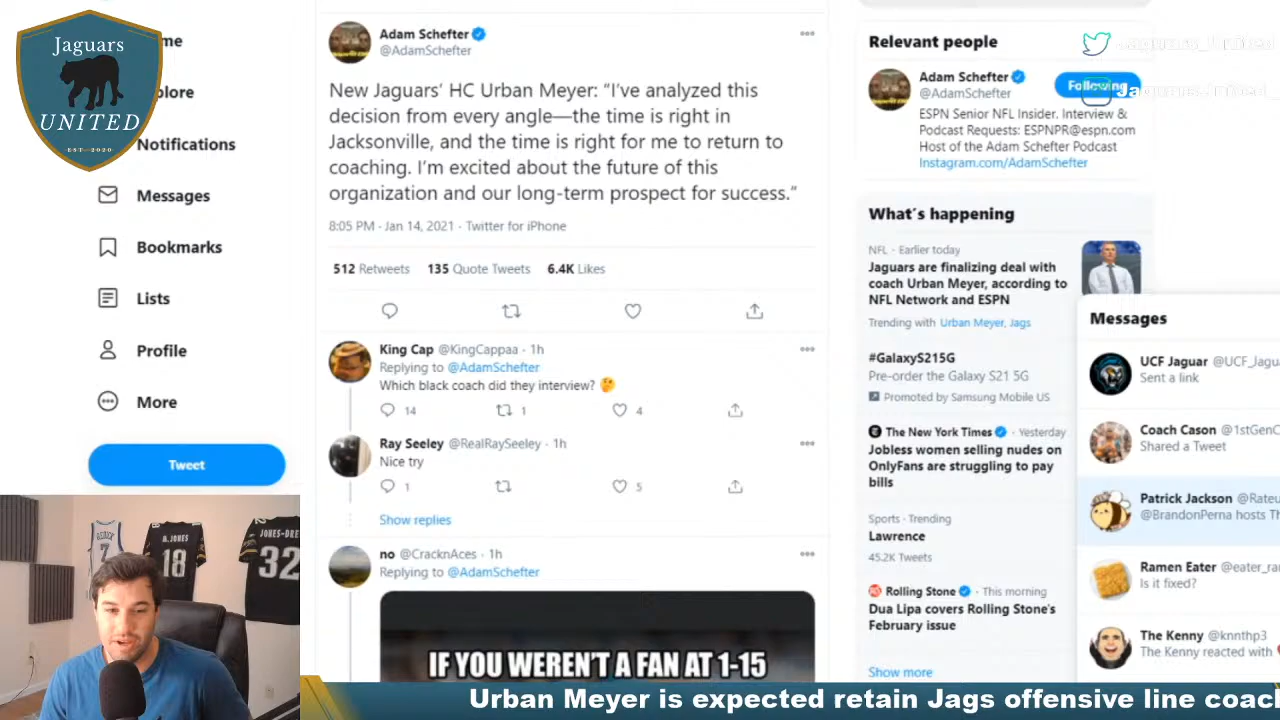 Jaguars
UNITED
EST 2020
me
plore
Notifications
Messages
Bookmarks
Lists
Profile
More
Tweet
Adam Schefter
@AdamSchefter
New Jaguars' HC Urban Meyer: “I've analyzed this
decision from every angle—the time is right in
Jacksonville, and the time is right for me to return to
coaching. I'm excited about the future of this
organization and our long-term prospect for success.”
8:05 PM · Jan 14, 2021 · Twitter for iPhone
512 Retweets 135 Quote Tweets 6.4K Likes
King Cap @KingCappaa · 1h
Replying to @AdamSchefter
Which black coach did they interview? 🤔
14 1 4
Ray Seeley @RealRaySeeley · 1h
Nice try
1 5
Show replies
no @CracknAces · 1h
Replying to @AdamSchefter
IF YOU WEREN'T A FAN AT 1-15
Relevant people
Adam Schefter
@AdamSchefter
Following
ESPN Senior NFL Insider. Interview &
Podcast Requests: ESPNPR@espn.com
Host of the Adam Schefter Podcast
Instagram.com/AdamSchefter
Jaguars_United
Jaguars_United_
What's happening
NFL · Earlier today
Jaguars are finalizing deal with
coach Urban Meyer, according to
NFL Network and ESPN
Trending with Urban Meyer, Jags
#GalaxyS215G
Pre-order the Galaxy S21 5G
Promoted by Samsung Mobile US
The New York Times · Yesterday
Jobless women selling nudes on
OnlyFans are struggling to pay
bills
Sports · Trending
Lawrence
45.2K Tweets
Rolling Stone · This morning
Dua Lipa covers Rolling Stone's
February issue
Show more
Messages
UCF Jaguar @UCF_Jagu
Sent a link
Coach Cason @1stGenC
Shared a Tweet
Patrick Jackson @Rateu
@BrandonPerna hosts Th
Ramen Eater @eater_ra
Is it fixed?
The Kenny @knnthp3
The Kenny reacted with
7
M.JONES
18
JONES-DRE
32
Urban Meyer is expected retain Jags offensive line coac